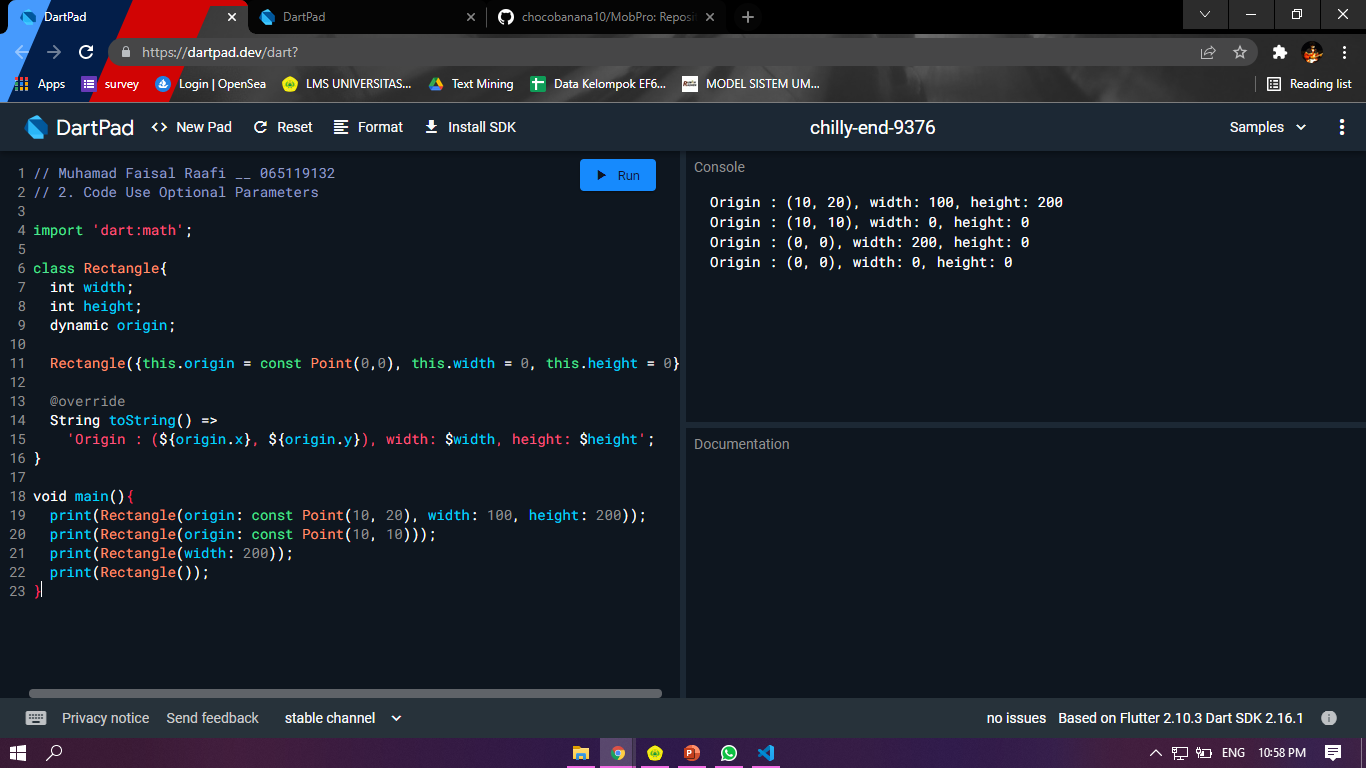 DartPad
DartPad
chocobanana10/MobPro: Reposi
https://dartpad.dev/dart?
Apps
survey
Login | OpenSea
LMS UNIVERSITAS...
Text Mining
Data Kelompok EF6...
MODEL SISTEM UM...
Reading list
DartPad
<> New Pad
Reset
Format
Install SDK
chilly-end-9376
Samples
1 // Muhamad Faisal Raafi __ 065119132
2 // 2. Code Use Optional Parameters
3
4 import 'dart:math';
5
6 class Rectangle{
7   int width;
8   int height;
9   dynamic origin;
10
11   Rectangle({this.origin = const Point(0,0), this.width = 0, this.height = 0}
12
13   @override
14   String toString() =>
15     'Origin : (${origin.x}, ${origin.y}), width: $width, height: $height';
16 }
17
18 void main(){
19   print(Rectangle(origin: const Point(10, 20), width: 100, height: 200));
20   print(Rectangle(origin: const Point(10, 10)));
21   print(Rectangle(width: 200));
22   print(Rectangle());
23 }
Run
Console
Origin : (10, 20), width: 100, height: 200
Origin : (10, 10), width: 0, height: 0
Origin : (0, 0), width: 200, height: 0
Origin : (0, 0), width: 0, height: 0
Documentation
Privacy notice
Send feedback
stable channel
no issues
Based on Flutter 2.10.3 Dart SDK 2.16.1
ENG
10:58 PM